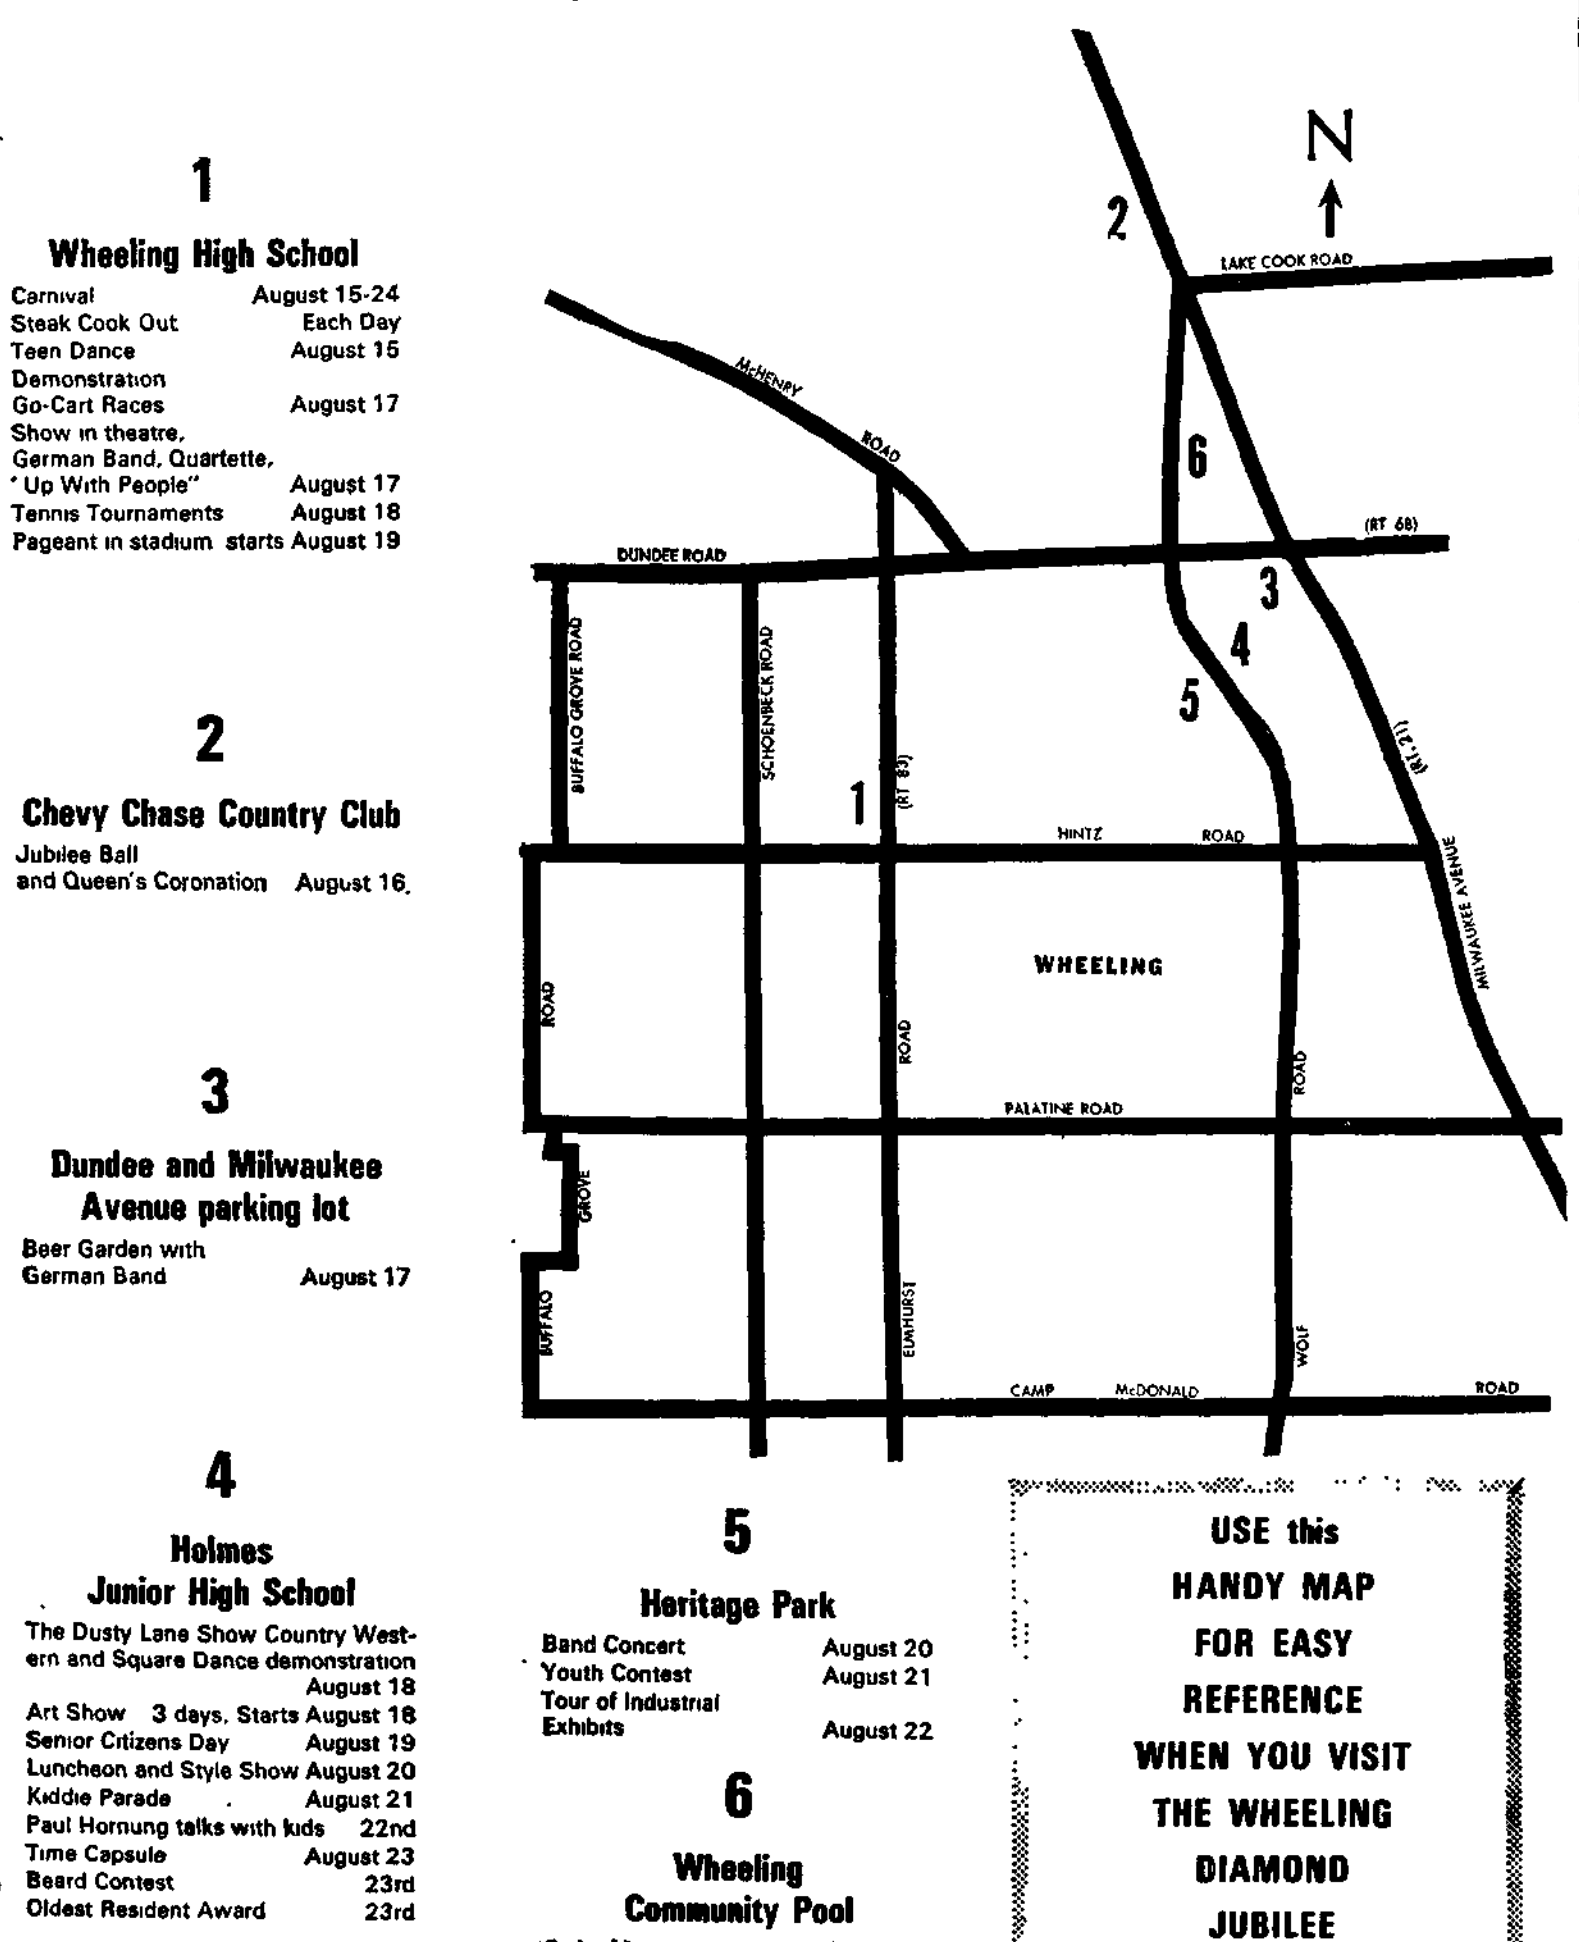 1
Wheeling High School
Carnival August 15-24
Steak Cook Out Each Day
Teen Dance August 15
Demonstration
Go-Cart Races August 17
Show in theatre,
German Band, Quartette,
"Up With People" August 17
Tennis Tournaments August 18
Pageant in stadium starts August 19
2
Chevy Chase Country Club
Jubilee Ball
and Queen's Coronation August 16.
3
Dundee and Milwaukee
Avenue parking lot
Beer Garden with
German Band August 17
4
Holmes
Junior High School
The Dusty Lane Show Country West-
ern and Square Dance demonstration
August 18
Art Show 3 days, Starts August 18
Senior Citizens Day August 19
Luncheon and Style Show August 20
Kiddie Parade August 21
Paul Hornung talks with kids 22nd
Time Capsule August 23
Beard Contest 23rd
Oldest Resident Award 23rd
N
2
LAKE COOK ROAD
McHENRY
ROAD
6
(RT 68)
DUNDEE ROAD
3
4
5
BUFFALO GROVE ROAD
SCHOENBECK ROAD
(RT 83)
(RT. 21)
1
HINTZ ROAD
MILWAUKEE AVENUE
WHEELING
ROAD
ROAD
ROAD
PALATINE ROAD
GROVE
BUFFALO
ELMHURST
WOLF
CAMP McDONALD ROAD
5
Heritage Park
Band Concert August 20
Youth Contest August 21
Tour of Industrial
Exhibits August 22
6
Wheeling
Community Pool
USE this
HANDY MAP
FOR EASY
REFERENCE
WHEN YOU VISIT
THE WHEELING
DIAMOND
JUBILEE